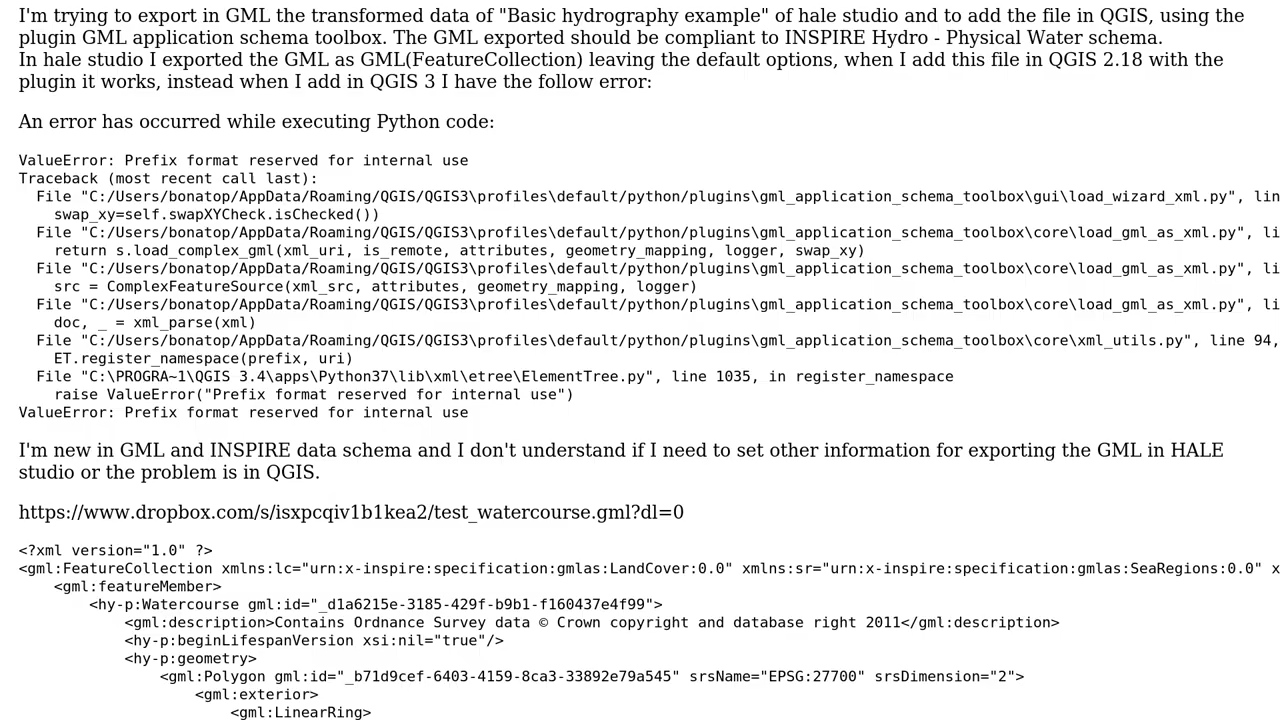 I'm trying to export in GML the transformed data of "Basic hydrography example" of hale studio and to add the file in QGIS, using the
plugin GML application schema toolbox. The GML exported should be compliant to INSPIRE Hydro - Physical Water schema.
In hale studio I exported the GML as GML(FeatureCollection) leaving the default options, when I add this file in QGIS 2.18 with the
plugin it works, instead when I add in QGIS 3 I have the follow error:
An error has occurred while executing Python code:
ValueError: Prefix format reserved for internal use
Traceback (most recent call last):
File "C:/Users/bonatop/AppData/Roaming/QGIS/QGIS3\profiles\default/python/plugins\gml_application_schema_toolbox\gui\load_wizard_xml.py", lin
swap_xy=self.swapXYCheck.isChecked())
File "C:/Users/bonatop/AppData/Roaming/QGIS/QGIS3\profiles\default/python/plugins\gml_application_schema_toolbox\core\load_gml_as_xml.py", li
return s.load_complex_gml(xml_uri, is_remote, attributes, geometry_mapping, logger, swap_xy)
File "C:/Users/bonatop/AppData/Roaming/QGIS/QGIS3\profiles\default/python/plugins\gml_application_schema_toolbox\core\load_gml_as_xml.py", li
src = ComplexFeatureSource(xml_src, attributes, geometry_mapping, logger)
File "C:/Users/bonatop/AppData/Roaming/QGIS/QGIS3\profiles\default/python/plugins\gml_application_schema_toolbox\core\load_gml_as_xml.py", li
doc, _ = xml_parse(xml)
File "C:/Users/bonatop/AppData/Roaming/QGIS/QGIS3\profiles\default/python/plugins\gml_application_schema_toolbox\core\xml_utils.py", line 94,
ET.register_namespace(prefix, uri)
File "C:\PROGRA~1\QGIS 3.4\apps\Python37\lib\xml\etree\ElementTree.py", line 1035, in register_namespace
raise ValueError("Prefix format reserved for internal use")
ValueError: Prefix format reserved for internal use
I'm new in GML and INSPIRE data schema and I don't understand if I need to set other information for exporting the GML in HALE
studio or the problem is in QGIS.
https://www.dropbox.com/s/isxpcqiv1b1kea2/test_watercourse.gml?dl=0
<?xml version="1.0" ?>
<gml:FeatureCollection xmlns:lc="urn:x-inspire:specification:gmlas:LandCover:0.0" xmlns:sr="urn:x-inspire:specification:gmlas:SeaRegions:0.0" x
<gml:featureMember>
<hy-p:Watercourse gml:id="_d1a6215e-3185-429f-b9b1-f160437e4f99">
<gml:description>Contains Ordnance Survey data © Crown copyright and database right 2011</gml:description>
<hy-p:beginLifespanVersion xsi:nil="true"/>
<hy-p:geometry>
<gml:Polygon gml:id="_b71d9cef-6403-4159-8ca3-33892e79a545" srsName="EPSG:27700" srsDimension="2">
<gml:exterior>
<gml:LinearRing>